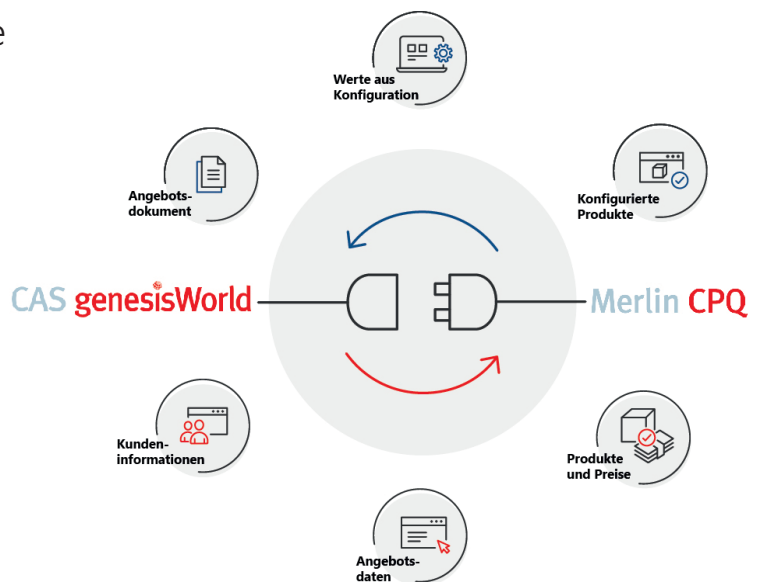 e
Werte aus
Konfiguration
Angebots-
dokument
Konfigurierte
Produkte
CAS genesisWorld
Merlin CPQ
Kunden-
informationen
Produkte
und Preise
Angebots-
daten